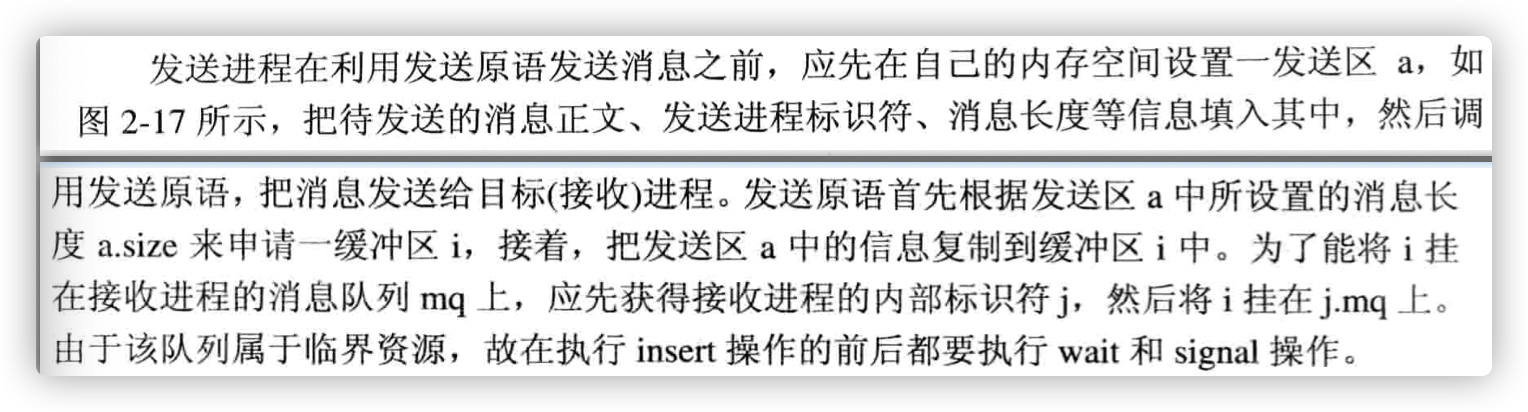 发送进程在利用发送原语发送消息之前，应先在自己的内存空间设置一发送区 a，如
图 2-17 所示，把待发送的消息正文、发送进程标识符、消息长度等信息填入其中，然后调
用发送原语，把消息发送给目标(接收)进程。发送原语首先根据发送区 a 中所设置的消息长
度 a.size 来申请一缓冲区 i，接着，把发送区 a 中的信息复制到缓冲区 i 中。为了能将 i 挂
在接收进程的消息队列 mq 上，应先获得接收进程的内部标识符 j，然后将 i 挂在 j.mq 上。
由于该队列属于临界资源，故在执行 insert 操作的前后都要执行 wait 和 signal 操作。